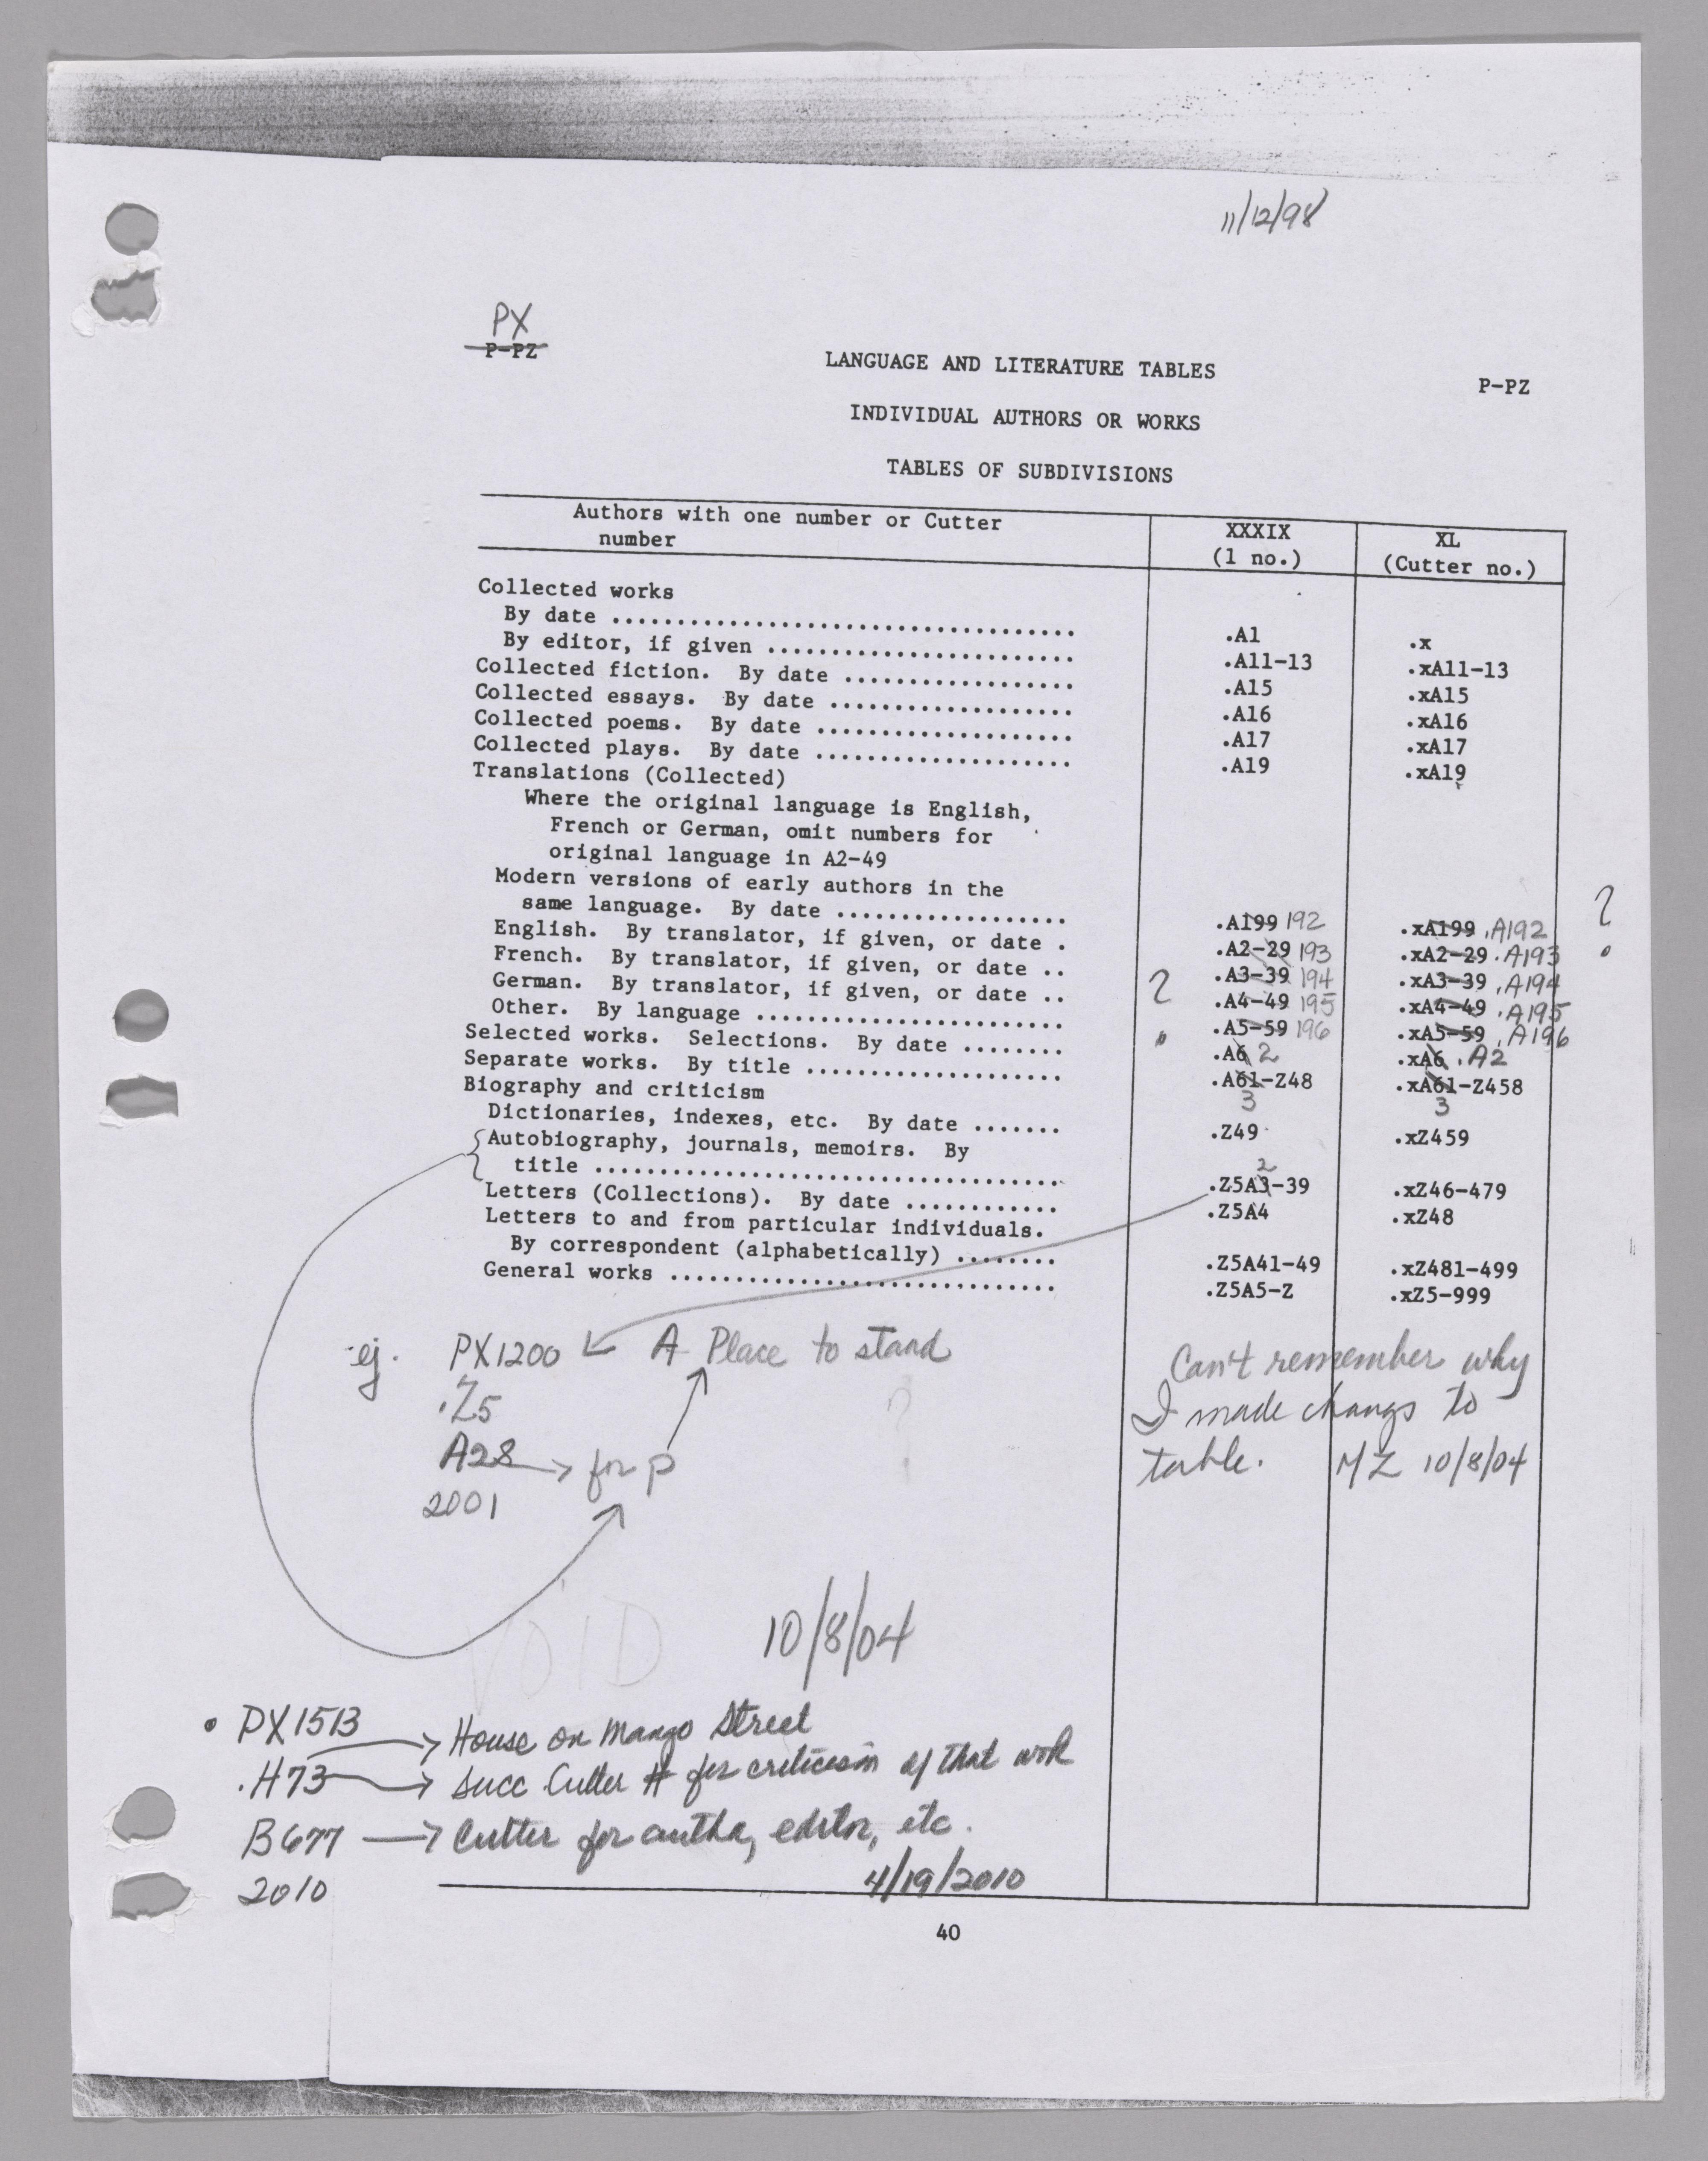 11/12/98
PX
P-PZ
LANGUAGE AND LITERATURE TABLES
P-PZ
INDIVIDUAL AUTHORS OR WORKS
TABLES OF SUBDIVISIONS
Authors with one number or Cutter number XXXIX (1 no.) XL (Cutter no.)
Collected works
By date ................................... .A1 .x
By editor, if given ....................... .A11-13 .xA11-13
Collected fiction. By date .................. .A15 .xA15
Collected essays. By date ................... .A16 .xA16
Collected poems. By date .................... .A17 .xA17
Collected plays. By date .................... .A19 .xA19
Translations (Collected)
Where the original language is English,
French or German, omit numbers for
original language in A2-49
Modern versions of early authors in the
same language. By date .................. .A199 192 .xA199 .A192 ?
English. By translator, if given, or date . .A2-29 193 .xA2-29 .A193
French. By translator, if given, or date .. .A3-39 194 .xA3-39 .A194
German. By translator, if given, or date .. ? .A4-49 195 .xA4-49 .A195
Other. By language ........................ .A5-59 196 .xA5-59 .A196
Selected works. Selections. By date ........ .A6 2 .xA6 .A2
Separate works. By title .................... .A61-Z48 .xA61-Z458
3 3
Biography and criticism
Dictionaries, indexes, etc. By date ....... .Z49 .xZ459
Autobiography, journals, memoirs. By
2
title .................................... .Z5A3-39 .xZ46-479
Letters (Collections). By date ............ .Z5A4 .xZ48
Letters to and from particular individuals.
By correspondent (alphabetically) ........ .Z5A41-49 .xZ481-499
General works ............................. .Z5A5-Z .xZ5-999
ej. PX1200 A Place to stand
.Z5
A28 for p
2001
?
Can't remember why
I made changs to
table. MZ 10/8/04
VOID
10/8/04
PX1513 House on Mango Street
.H73 Succ Cutter # for criticism of that work
B677 Cutter for author, editor, etc.
2010 4/19/2010
40